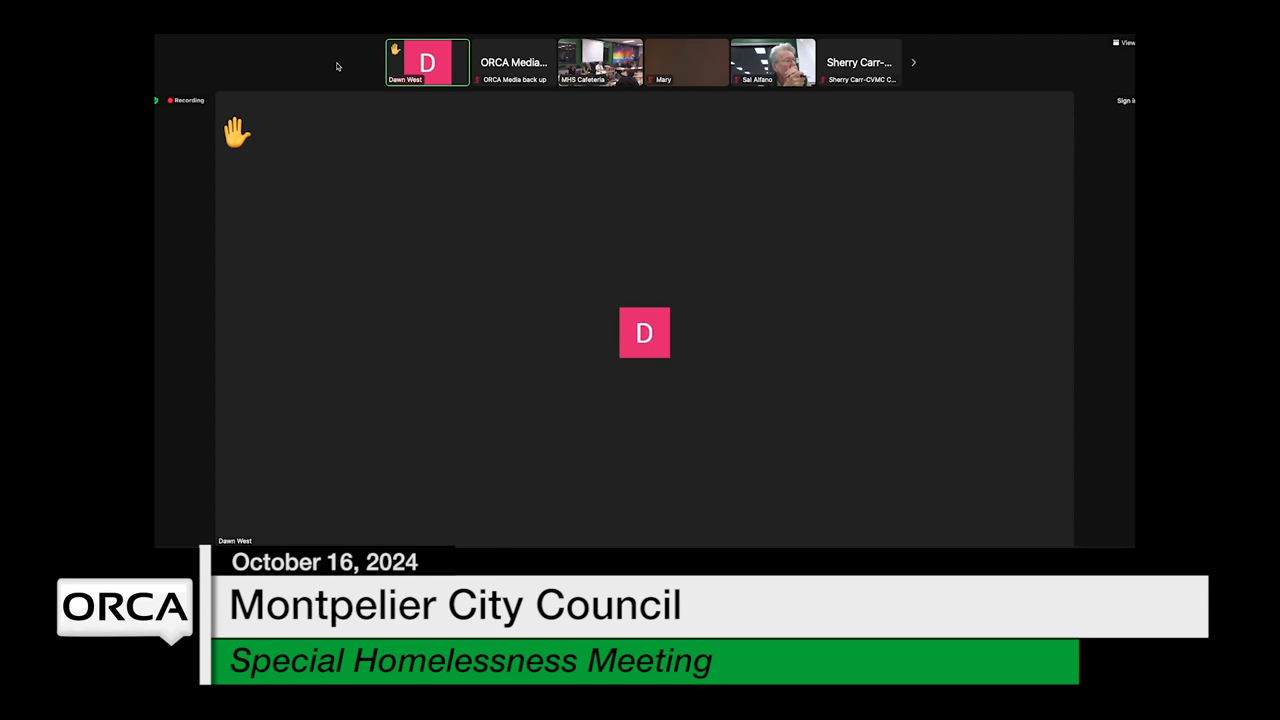 View
D
ORCA Media...
Sherry Carr-...
Dawn West
ORCA Media back up
MHS Cafeteria
Mary
Sal Alfano
Sherry Carr-CVMC C...
Recording
Sign in
D
Dawn West
October 16, 2024
ORCA
Montpelier City Council
Special Homelessness Meeting